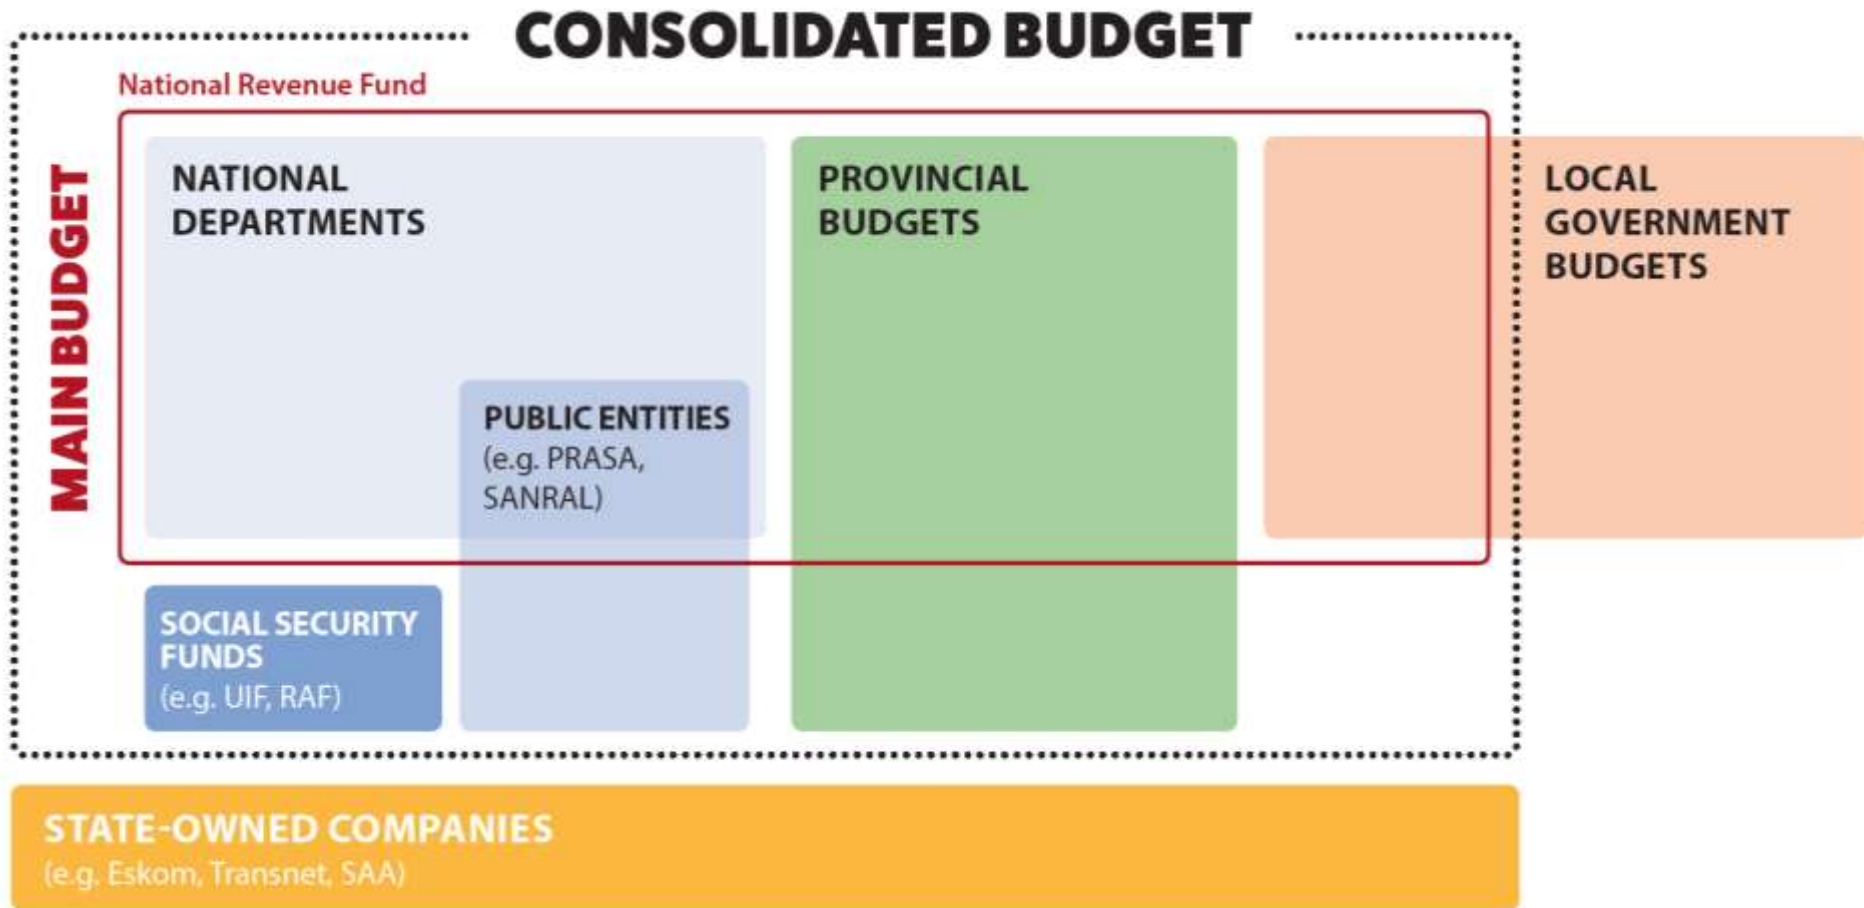 CONSOLIDATED BUDGET
National Revenue Fund
MAIN BUDGET
NATIONAL
DEPARTMENTS
PROVINCIAL
BUDGETS
LOCAL
GOVERNMENT
BUDGETS
PUBLIC ENTITIES
(e.g. PRASA,
SANRAL)
SOCIAL SECURITY
FUNDS
(e.g. UIF, RAF)
STATE-OWNED COMPANIES
(e.g. Eskom, Transnet, SAA)